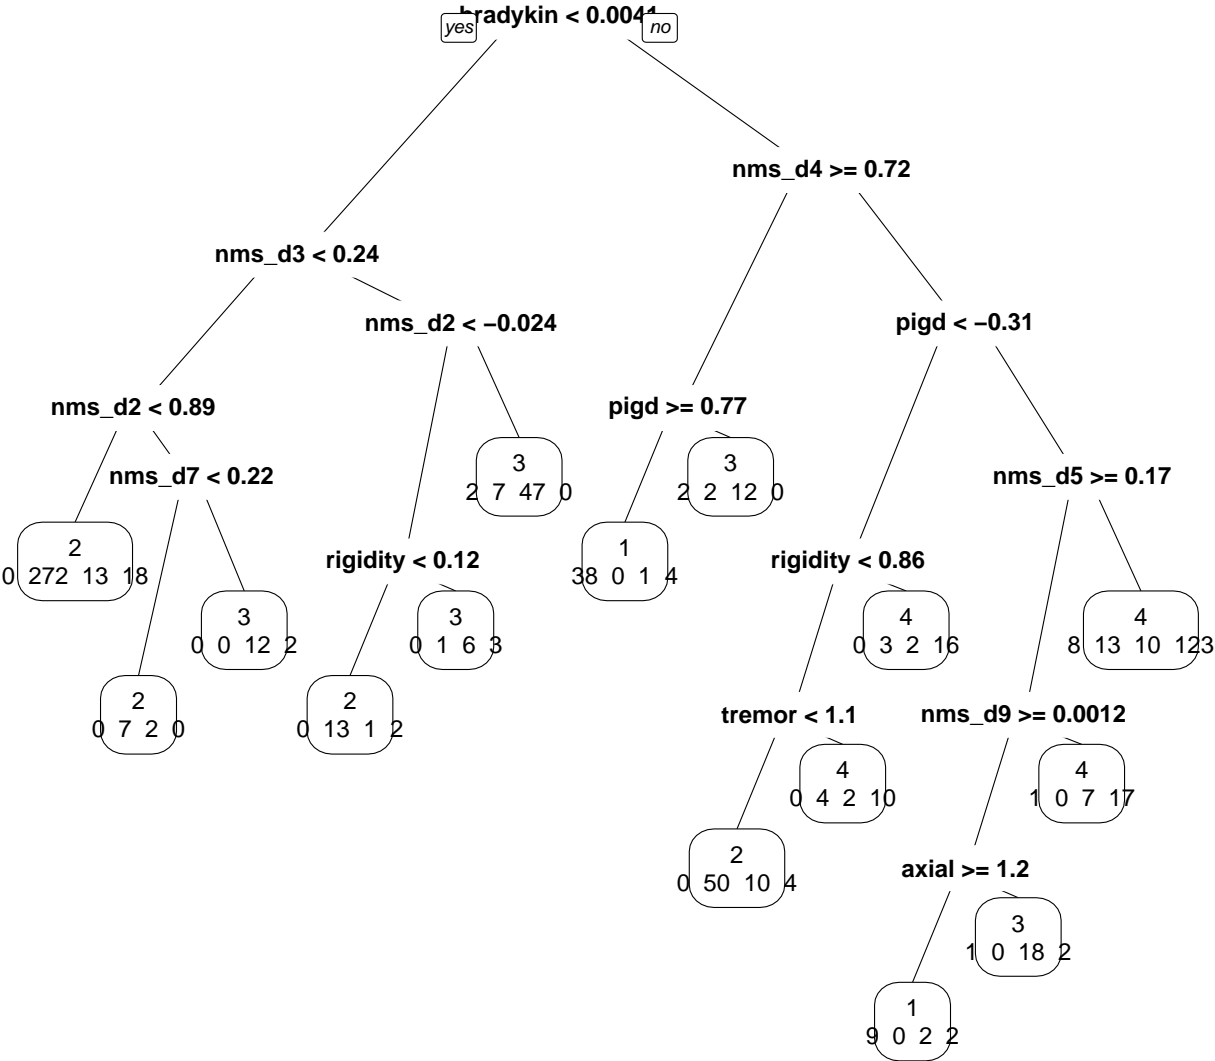 bradykin < 0.0041
yes
no
nms_d4 >= 0.72
nms_d3 < 0.24
nms_d2 < −0.024
pigd < −0.31
nms_d2 < 0.89
pigd >= 0.77
nms_d7 < 0.22
3
2 7 47 0
3
2 2 12 0
nms_d5 >= 0.17
2
0 272 13 18
rigidity < 0.12
1
38 0 1 4
rigidity < 0.86
3
0 0 12 2
3
0 1 6 3
4
0 3 2 16
4
8 13 10 123
2
0 7 2 0
2
0 13 1 2
tremor < 1.1
nms_d9 >= 0.0012
4
0 4 2 10
4
1 0 7 17
2
0 50 10 4
axial >= 1.2
3
1 0 18 2
1
9 0 2 2